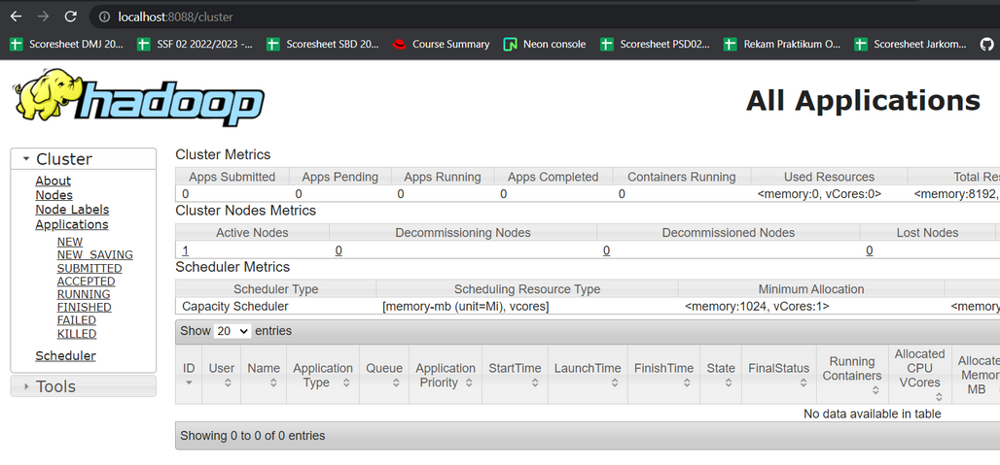 localhost:8088/cluster
Scoresheet DMJ 20... SSF 02 2022/2023 -... Scoresheet SBD 20... Course Summary Neon console Scoresheet PSD02... Rekam Praktikum O... Scoresheet Jarkom...
hadoop
All Applications
Cluster
About
Nodes
Node Labels
Applications
NEW
NEW_SAVING
SUBMITTED
ACCEPTED
RUNNING
FINISHED
FAILED
KILLED
Scheduler
Tools
Cluster Metrics
Apps Submitted Apps Pending Apps Running Apps Completed Containers Running Used Resources Total Res
0 0 0 0 0 <memory:0, vCores:0> <memory:8192,
Cluster Nodes Metrics
Active Nodes Decommissioning Nodes Decommissioned Nodes Lost Nodes
1 0 0 0
Scheduler Metrics
Scheduler Type Scheduling Resource Type Minimum Allocation
Capacity Scheduler [memory-mb (unit=Mi), vcores] <memory:1024, vCores:1> <memory
Show 20 entries
ID User Name Application Type Queue Application Priority StartTime LaunchTime FinishTime State FinalStatus Running Containers Allocated CPU VCores Allocate Memor MB
No data available in table
Showing 0 to 0 of 0 entries